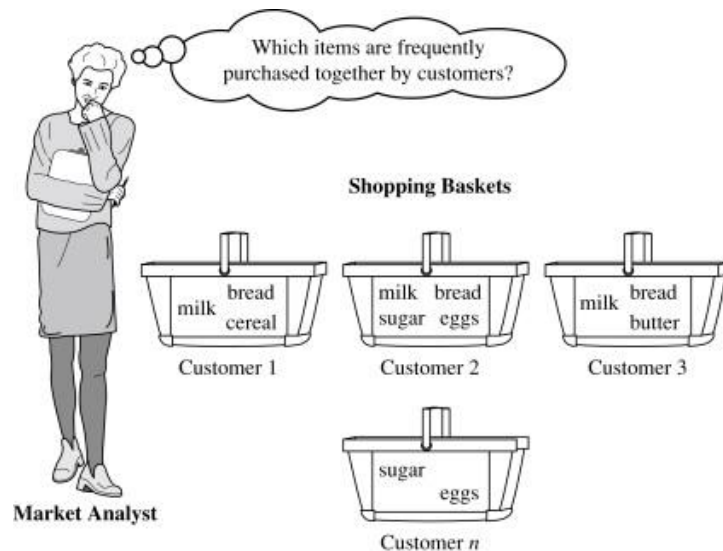 Which items are frequently
purchased together by customers?
Shopping Baskets
milk bread
cereal
Customer 1
milk bread
sugar eggs
Customer 2
milk bread
butter
Customer 3
sugar
eggs
Customer n
Market Analyst